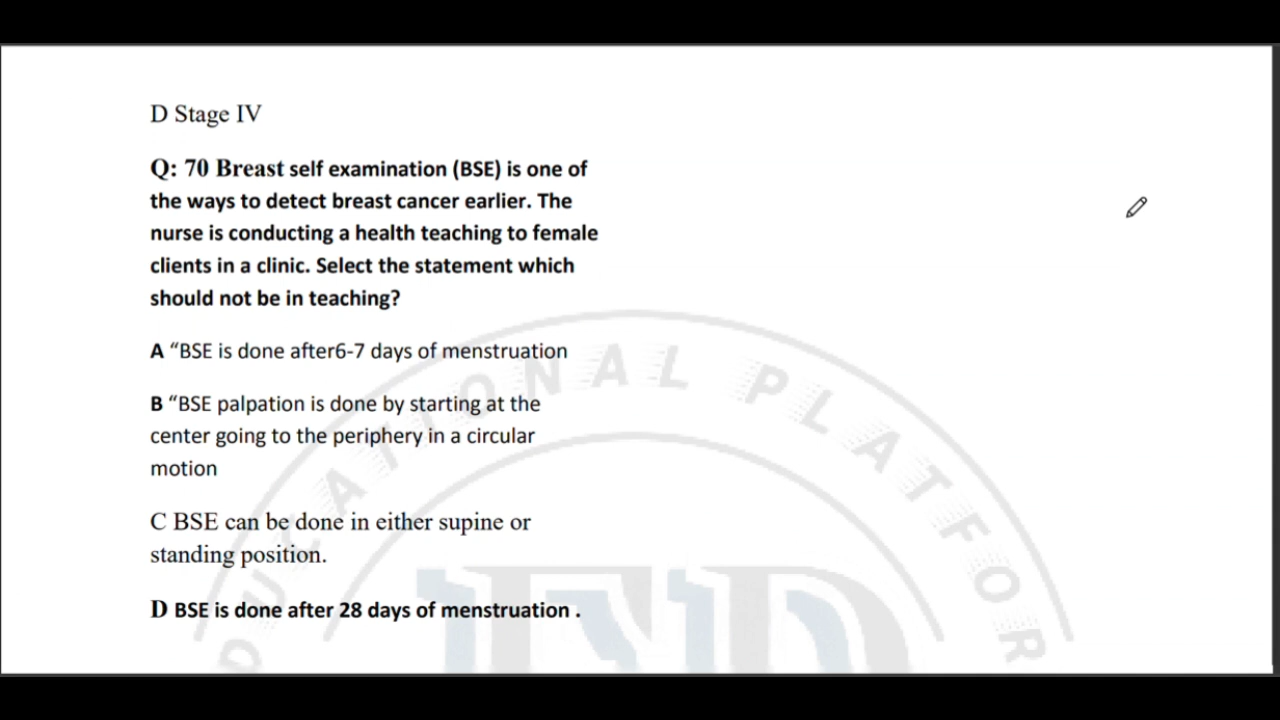 D Stage IV
Q: 70 Breast self examination (BSE) is one of
the ways to detect breast cancer earlier. The
nurse is conducting a health teaching to female
clients in a clinic. Select the statement which
should not be in teaching?
A “BSE is done after6-7 days of menstruation
B “BSE palpation is done by starting at the
center going to the periphery in a circular
motion
C BSE can be done in either supine or
standing position.
D BSE is done after 28 days of menstruation .
DUCATIONAL PLATFOR